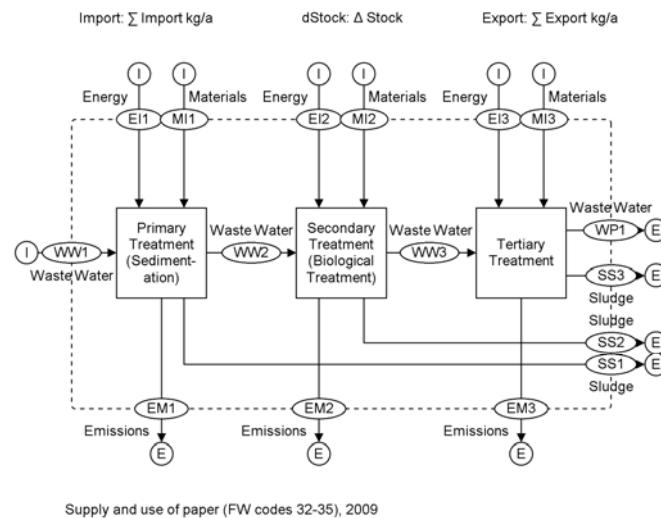 Import: ∑ Import kg/a dStock: Δ Stock Export: ∑ Export kg/a
I I I I I I
Energy Materials Energy Materials Energy Materials
EI1 MI1 EI2 MI2 EI3 MI3
Waste Water
WP1 E
Primary
Treatment
(Sediment-
ation)
Waste Water
Secondary
Treatment
(Biological
Treatment)
Waste Water
Tertiary
Treatment
I WW1 WW2 WW3
Waste Water
SS3 E
Sludge
Sludge
SS2 E
SS1 E
Sludge
EM1 EM2 EM3
Emissions Emissions Emissions
E E E
Supply and use of paper (FW codes 32-35), 2009